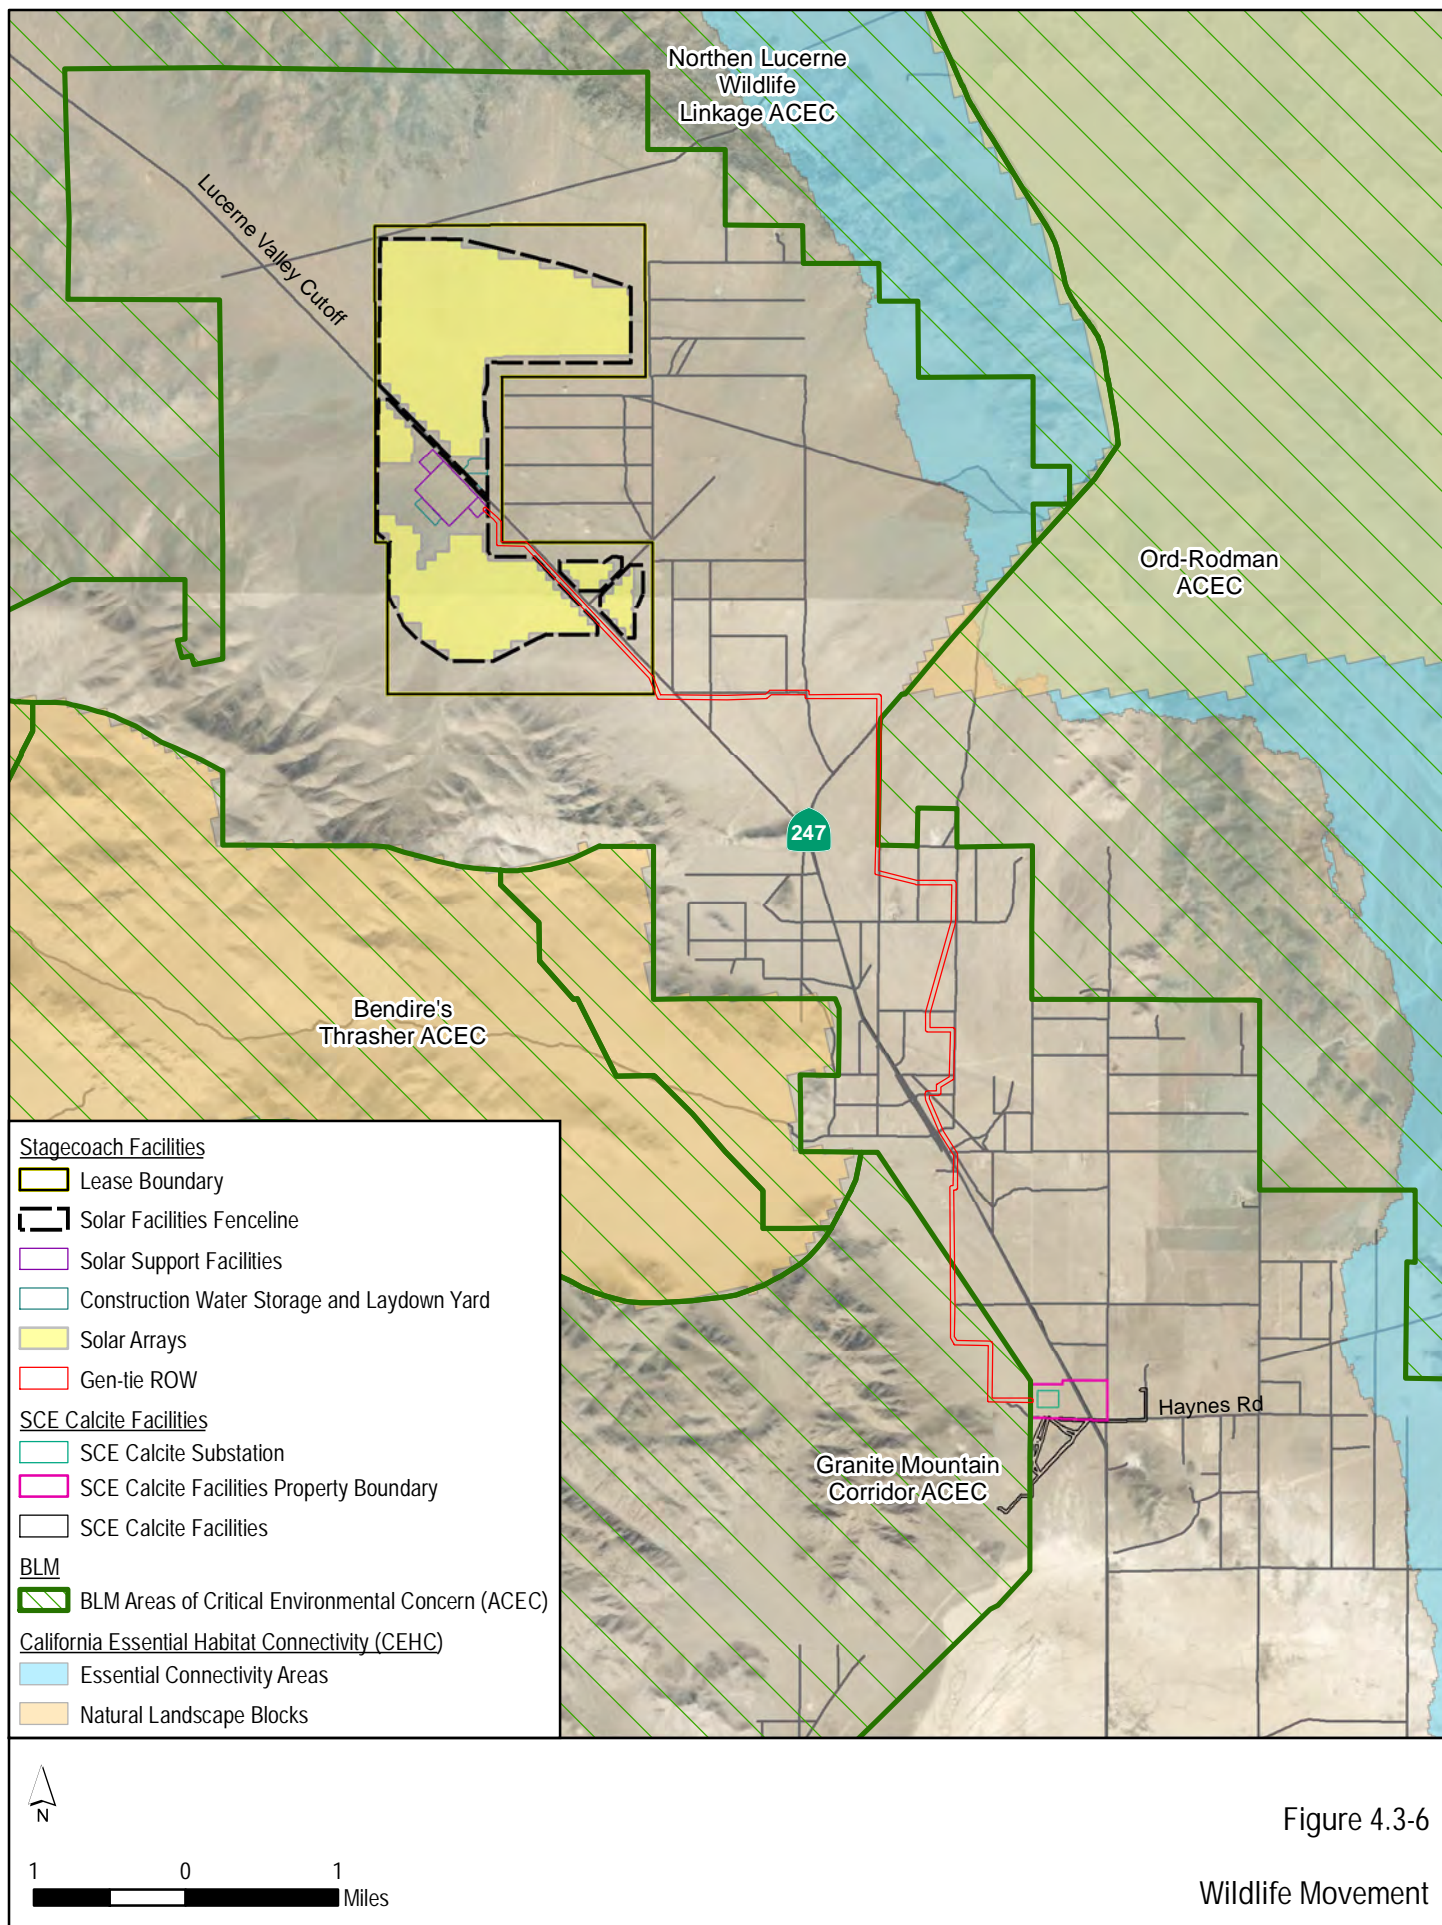 Northen Lucerne
Wildlife
Linkage ACEC
Lucerne Valley Cutoff
Ord-Rodman
ACEC
247
Bendire's
Thrasher ACEC
Haynes Rd
Granite Mountain
Corridor ACEC
Stagecoach Facilities
Lease Boundary
Solar Facilities Fenceline
Solar Support Facilities
Construction Water Storage and Laydown Yard
Solar Arrays
Gen-tie ROW
SCE Calcite Facilities
SCE Calcite Substation
SCE Calcite Facilities Property Boundary
SCE Calcite Facilities
BLM
BLM Areas of Critical Environmental Concern (ACEC)
California Essential Habitat Connectivity (CEHC)
Essential Connectivity Areas
Natural Landscape Blocks
N
1 0 1
Miles
Figure 4.3-6
Wildlife Movement